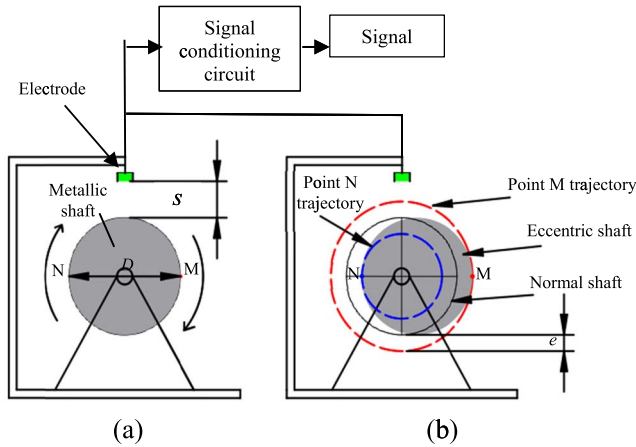 Signal
conditioning
circuit
Signal
Electrode
Metallic
shaft
S
N
D
M
Point N
trajectory
Point M trajectory
Eccentric shaft
N
M
Normal shaft
e
(a)
(b)